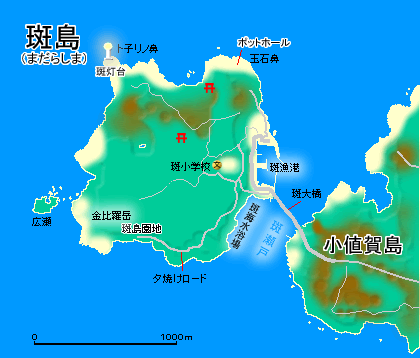 斑島
(まだらしま)
ト子リノ鼻
斑灯台
ポットホール
玉石鼻
斑小学校
斑漁港
斑大橋
広瀬
金比羅岳
斑島園地
斑海水浴場
斑瀬戸
小値賀島
夕焼けロード
0
1000m